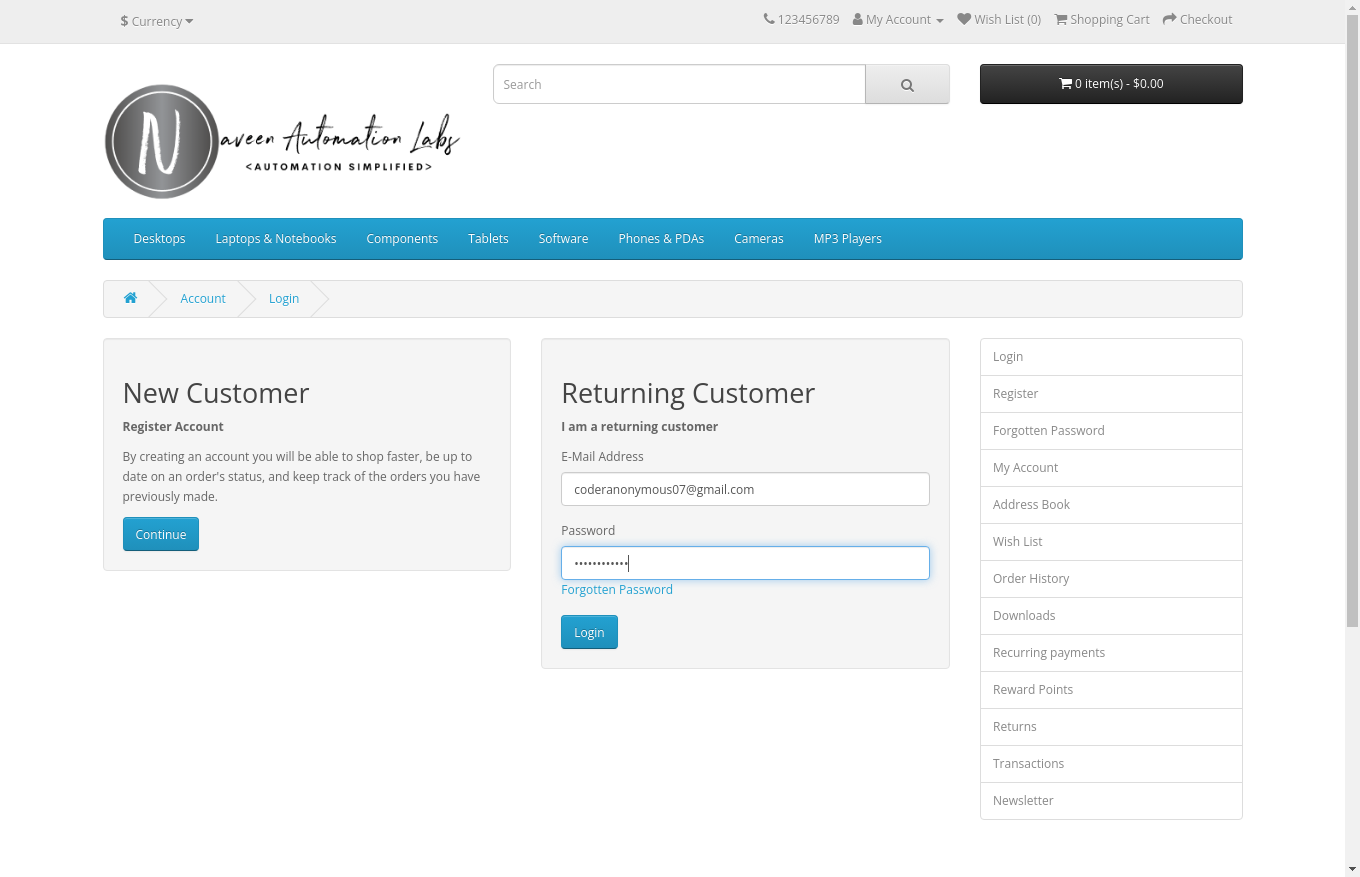 $ Currency
123456789 My Account Wish List (0) Shopping Cart Checkout
Naveen Automation Labs
<AUTOMATION SIMPLIFIED>
Search
0 item(s) - $0.00
Desktops Laptops & Notebooks Components Tablets Software Phones & PDAs Cameras MP3 Players
Account Login
New Customer
Register Account
By creating an account you will be able to shop faster, be up to
date on an order's status, and keep track of the orders you have
previously made.
Continue
Returning Customer
I am a returning customer
E-Mail Address
coderanonymous07@gmail.com
Password
••••••••••••
Forgotten Password
Login
Login
Register
Forgotten Password
My Account
Address Book
Wish List
Order History
Downloads
Recurring payments
Reward Points
Returns
Transactions
Newsletter